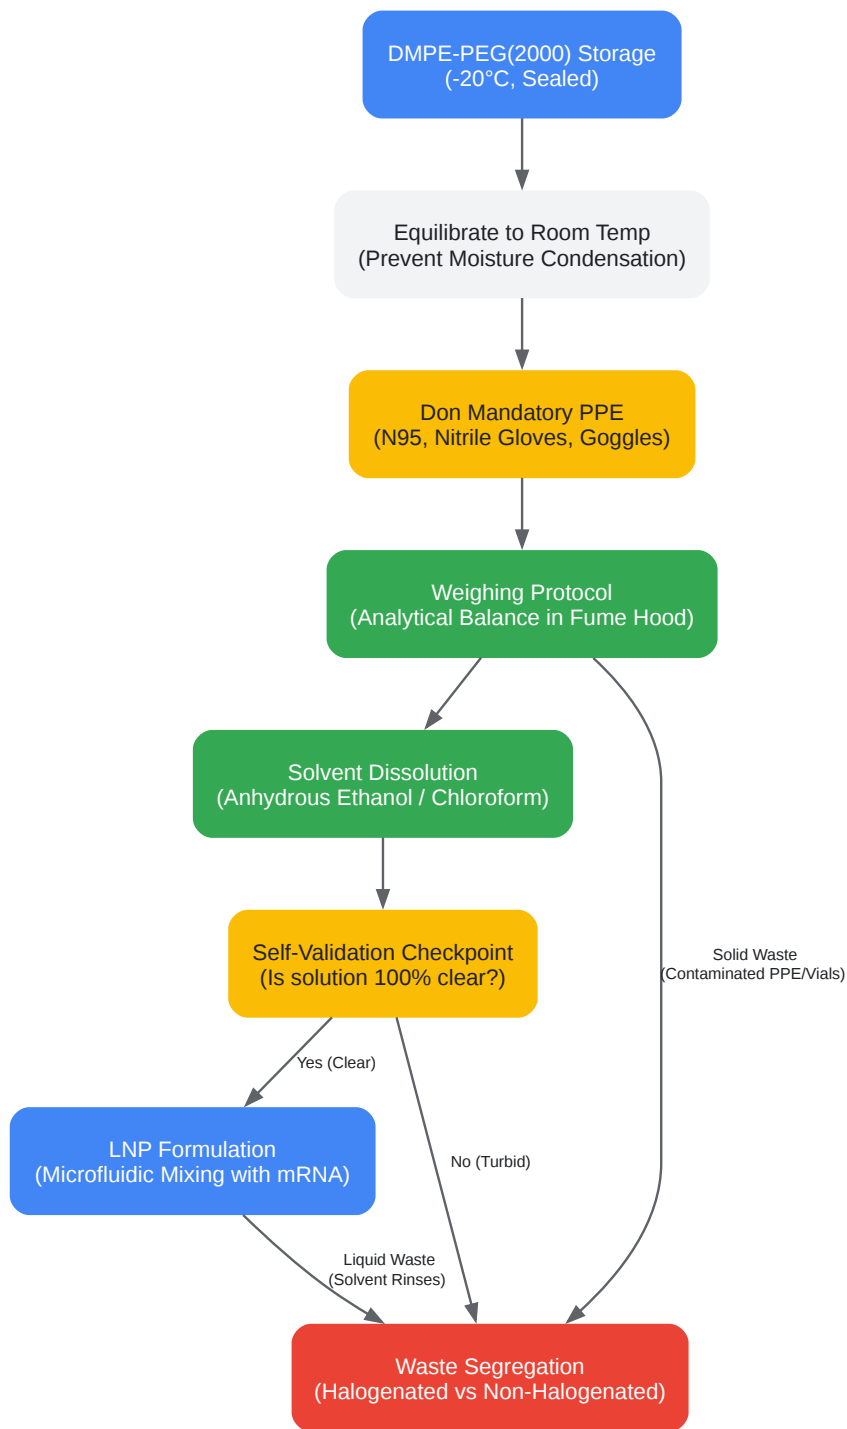 DMPE-PEG(2000) Storage
(-20°C, Sealed)
Equilibrate to Room Temp
(Prevent Moisture Condensation)
Don Mandatory PPE
(N95, Nitrile Gloves, Goggles)
Weighing Protocol
(Analytical Balance in Fume Hood)
Solvent Dissolution
(Anhydrous Ethanol / Chloroform)
Self-Validation Checkpoint
(Is solution 100% clear?)
Solid Waste
(Contaminated PPE/Vials)
Yes (Clear)
LNP Formulation
(Microfluidic Mixing with mRNA)
No (Turbid)
Liquid Waste
(Solvent Rinses)
Waste Segregation
(Halogenated vs Non-Halogenated)